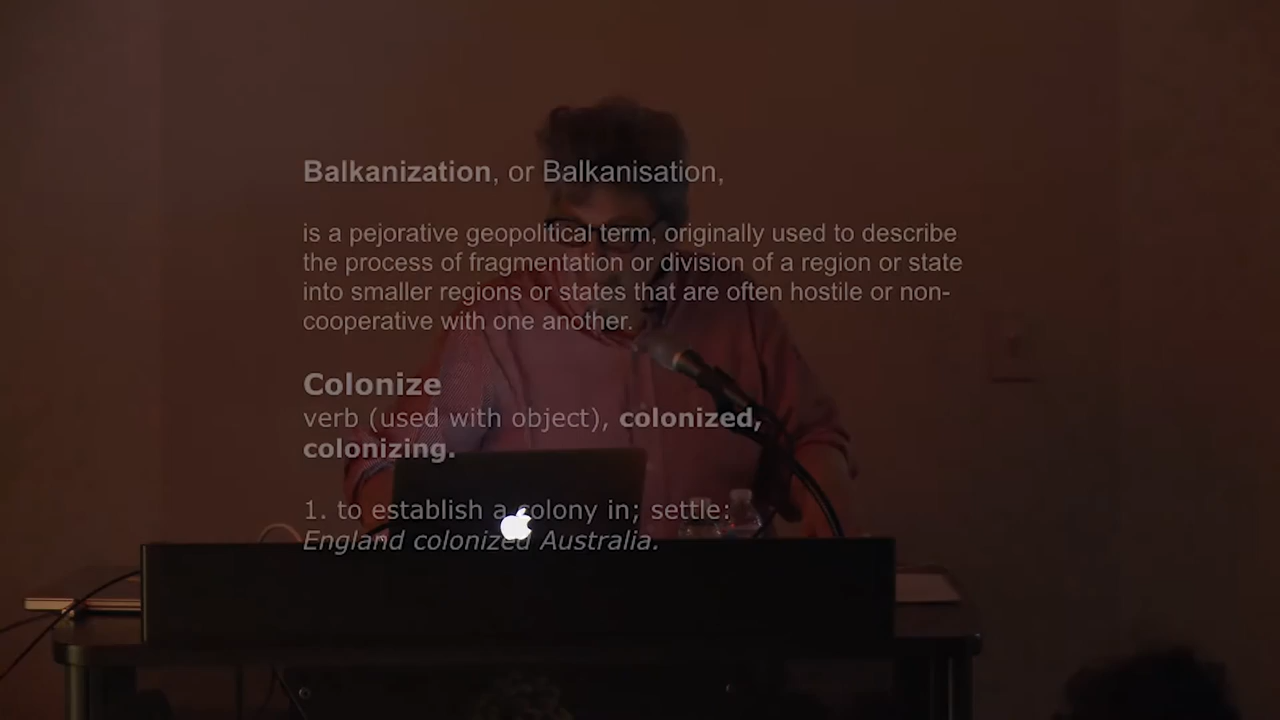 Balkanization, or Balkanisation,
is a pejorative geopolitical term, originally used to describe
the process of fragmentation or division of a region or state
into smaller regions or states that are often hostile or non-
cooperative with one another.
Colonize
verb (used with object), colonized,
colonizing.
1. to establish a colony in; settle:
England colonized Australia.